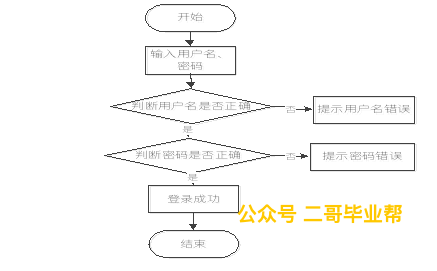 开始
输入用户名、
密码
判断用户名是否正确
否
提示用户名错误
是
判断密码是否正确
否
提示密码错误
是
登录成功
公众号 二哥毕业帮
结束